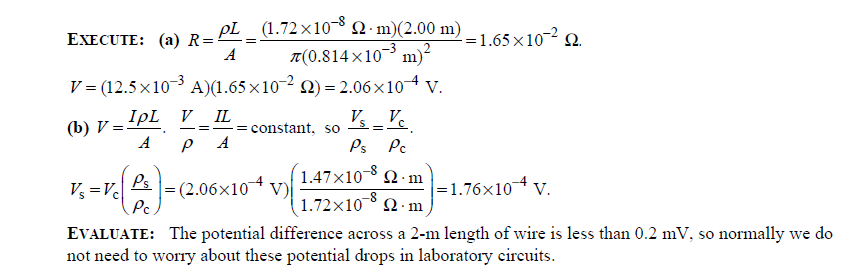 EXECUTE: (a) R = ρL/A = (1.72×10⁻⁸ Ω·m)(2.00 m)/π(0.814×10⁻³ m)² = 1.65×10⁻² Ω.
V = (12.5×10⁻³ A)(1.65×10⁻² Ω) = 2.06×10⁻⁴ V.
(b) V = IρL/A. V/ρ = IL/A = constant, so Vₛ/ρₛ = V꜀/ρ꜀.
Vₛ = V꜀(ρₛ/ρ꜀) = (2.06×10⁻⁴ V)(1.47×10⁻⁸ Ω·m/1.72×10⁻⁸ Ω·m) = 1.76×10⁻⁴ V.
EVALUATE: The potential difference across a 2-m length of wire is less than 0.2 mV, so normally we do
not need to worry about these potential drops in laboratory circuits.